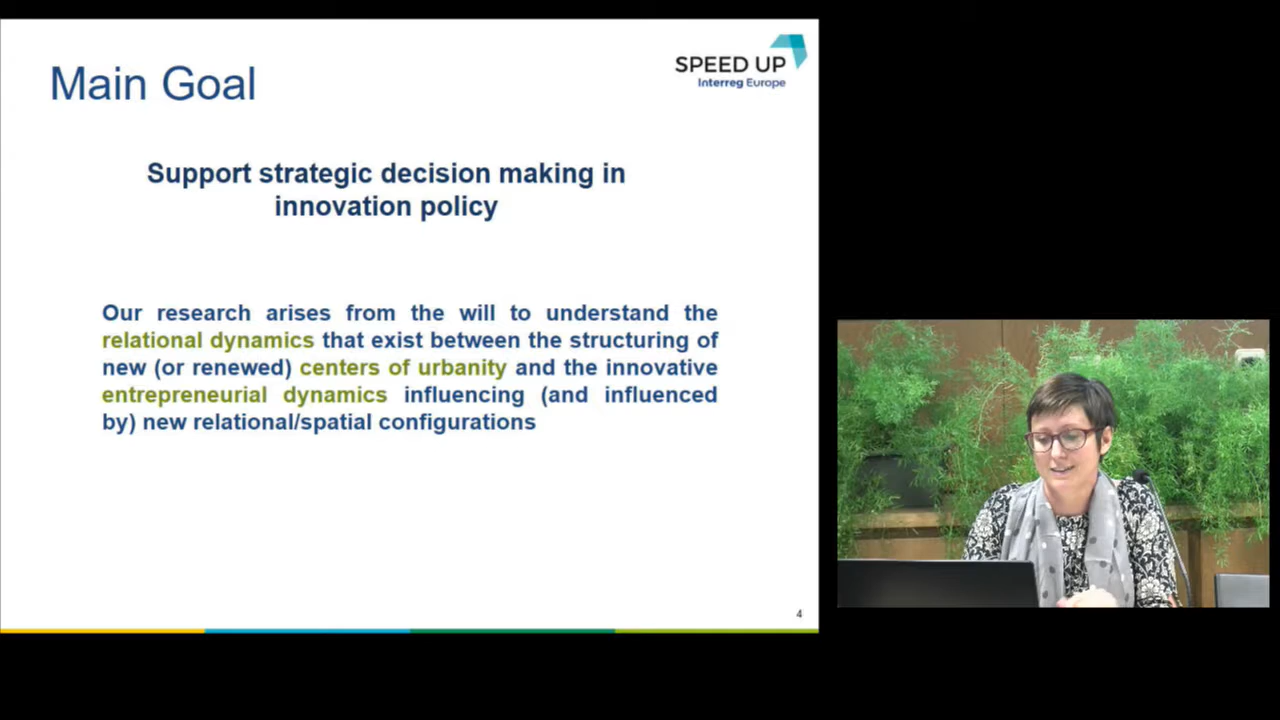 Main Goal
SPEED UP
Interreg Europe
Support strategic decision making in
innovation policy
Our research arises from the will to understand the
relational dynamics that exist between the structuring of
new (or renewed) centers of urbanity and the innovative
entrepreneurial dynamics influencing (and influenced
by) new relational/spatial configurations
4